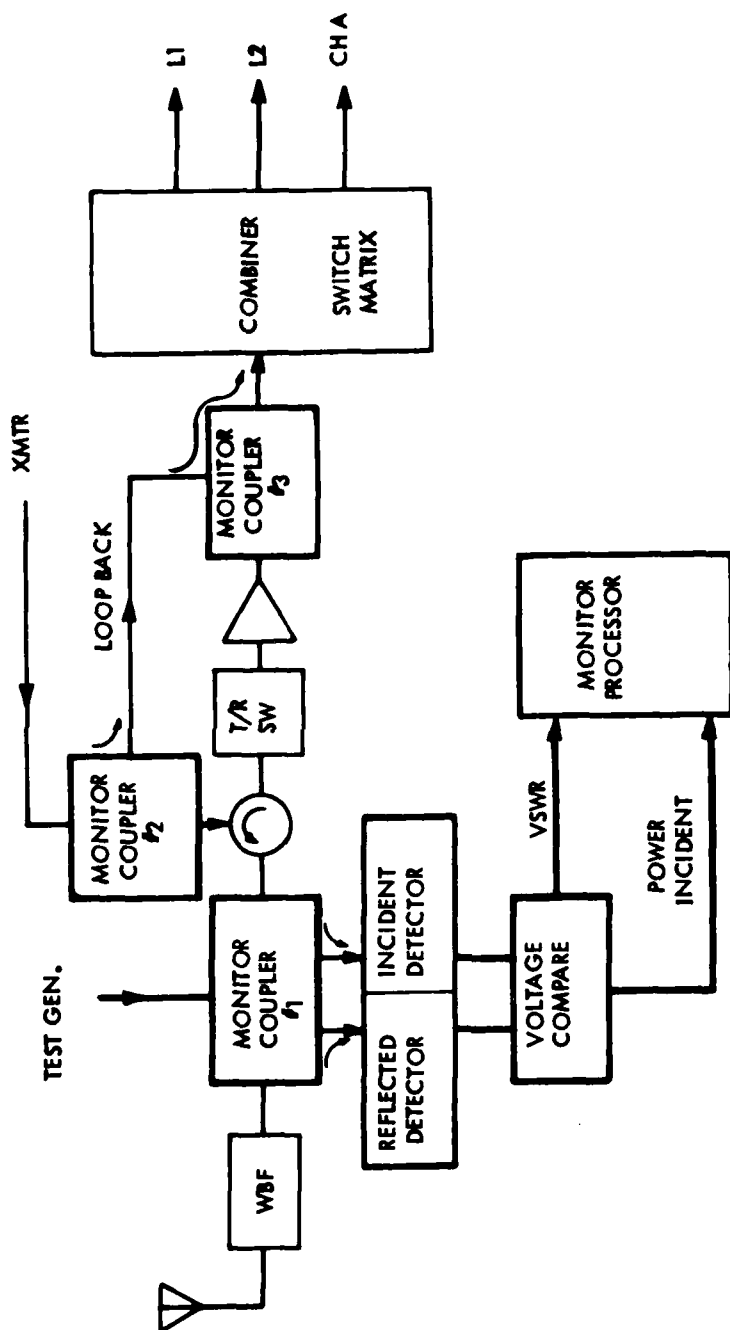 XMTR
TEST GEN.
LOOP BACK
MONITOR
COUPLER
#2
MONITOR
COUPLER
#1
MONITOR
COUPLER
#3
T/R
SW
WBF
COMBINER
SWITCH
MATRIX
L1
L2
CH A
REFLECTED
DETECTOR
INCIDENT
DETECTOR
VOLTAGE
COMPARE
VSWR
POWER
INCIDENT
MONITOR
PROCESSOR